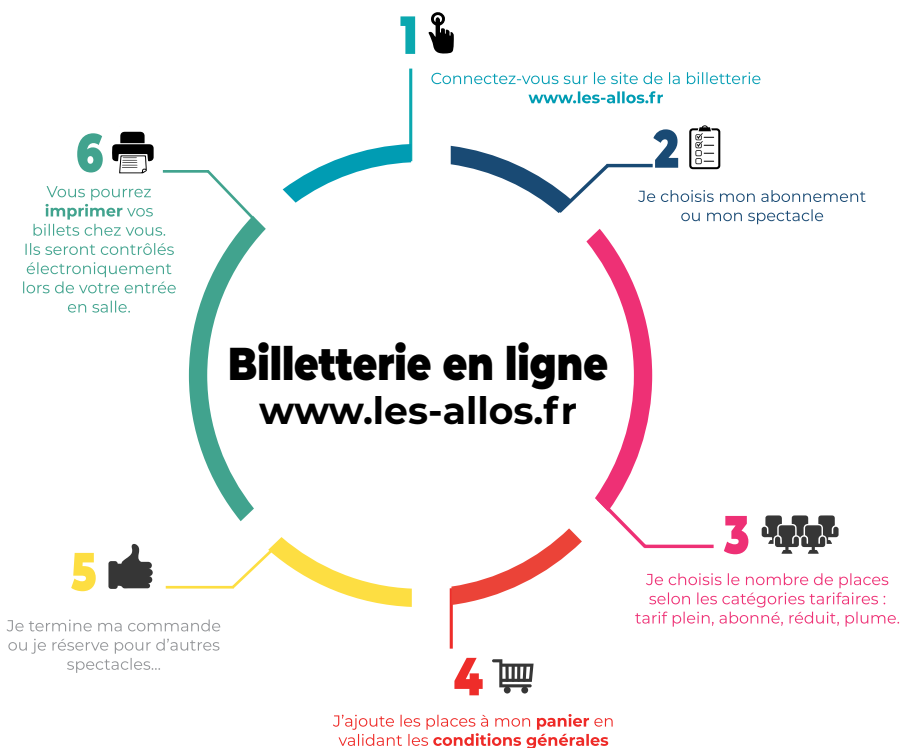 1
Connectez-vous sur le site de la billetterie
www.les-allos.fr
2
Je choisis mon abonnement
ou mon spectacle
3
Je choisis le nombre de places
selon les catégories tarifaires :
tarif plein, abonné, réduit, plume.
4
J'ajoute les places à mon panier en
validant les conditions générales
5
Je termine ma commande
ou je réserve pour d'autres
spectacles...
6
Vous pourrez
imprimer vos
billets chez vous.
Ils seront contrôlés
électroniquement
lors de votre entrée
en salle.
Billetterie en ligne
www.les-allos.fr